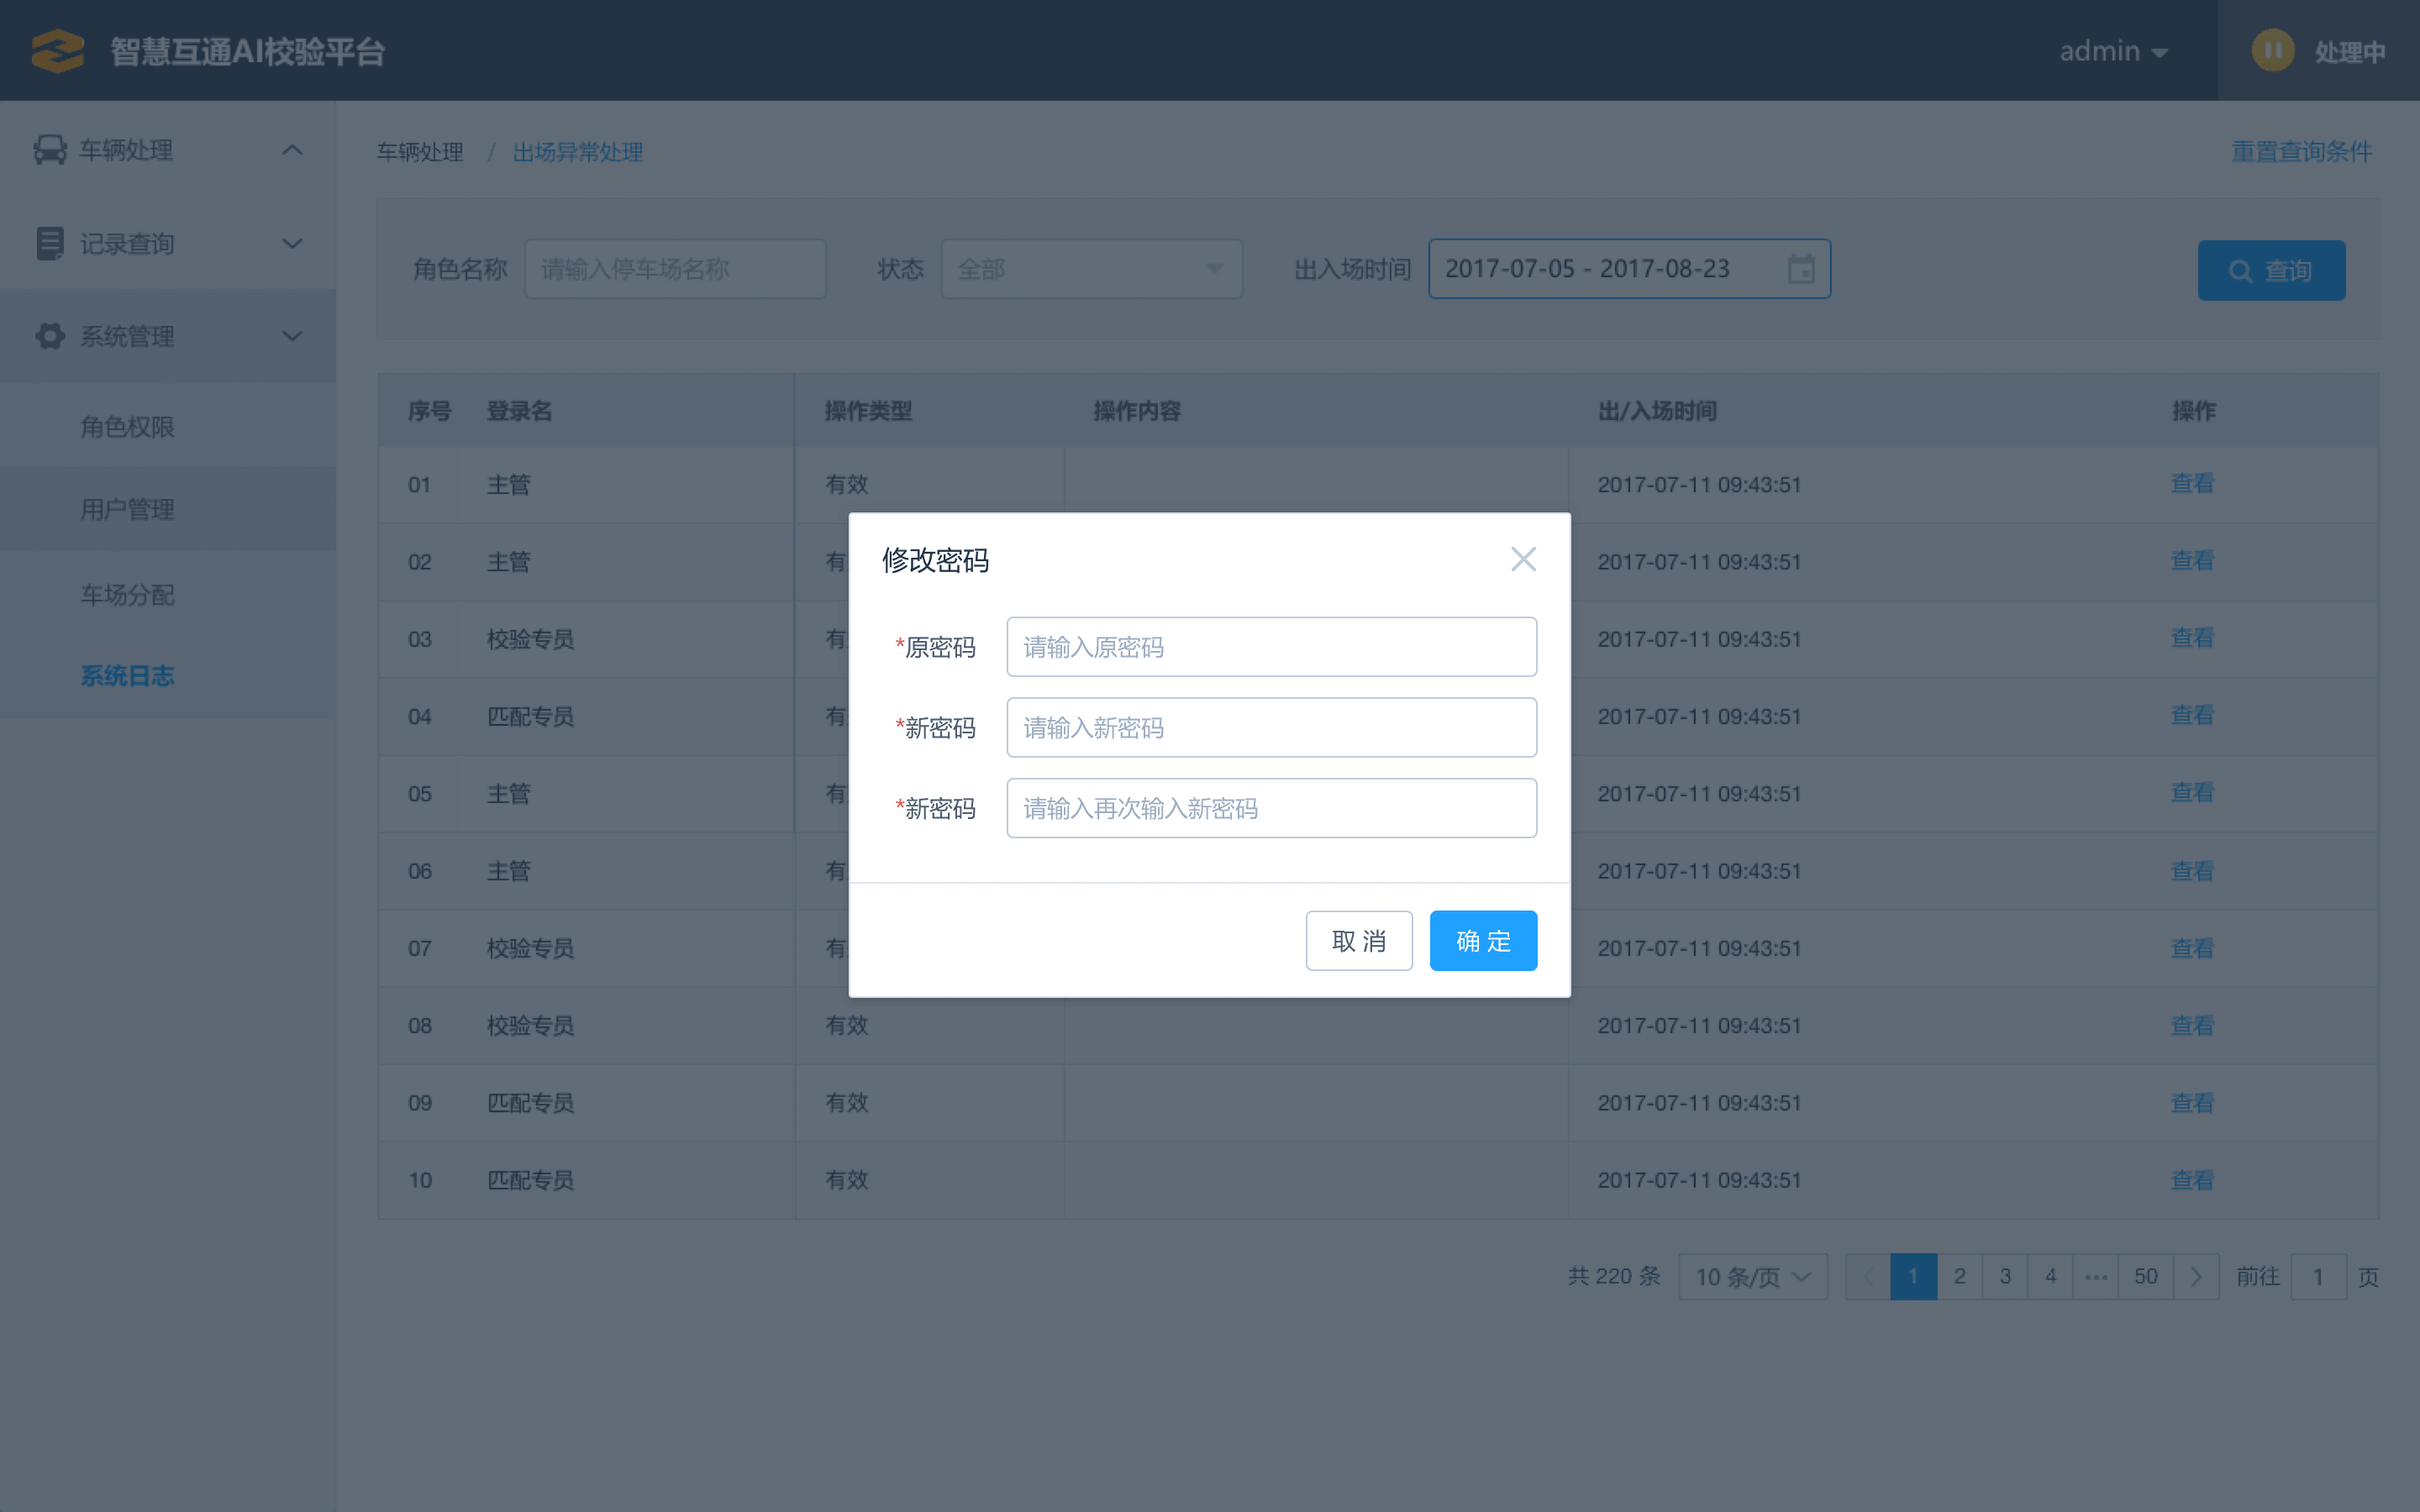 智慧互通AI校验平台
admin
处理中
车辆处理
记录查询
系统管理
角色权限
用户管理
车场分配
系统日志
车辆处理 / 出场异常处理
重置查询条件
角色名称 请输入停车场名称 状态 全部 出入场时间 2017-07-05 - 2017-08-23 查询
序号 登录名 操作类型 操作内容 出/入场时间 操作
01 主管 有效 2017-07-11 09:43:51 查看
02 主管 有 2017-07-11 09:43:51 查看
03 校验专员 有 2017-07-11 09:43:51 查看
04 匹配专员 有 2017-07-11 09:43:51 查看
05 主管 有 2017-07-11 09:43:51 查看
06 主管 有 2017-07-11 09:43:51 查看
07 校验专员 有 2017-07-11 09:43:51 查看
08 校验专员 有效 2017-07-11 09:43:51 查看
09 匹配专员 有效 2017-07-11 09:43:51 查看
10 匹配专员 有效 2017-07-11 09:43:51 查看
修改密码
*原密码 请输入原密码
*新密码 请输入新密码
*新密码 请输入再次输入新密码
取 消 确 定
共 220 条 10 条/页 1 2 3 4 ··· 50 前往 1 页